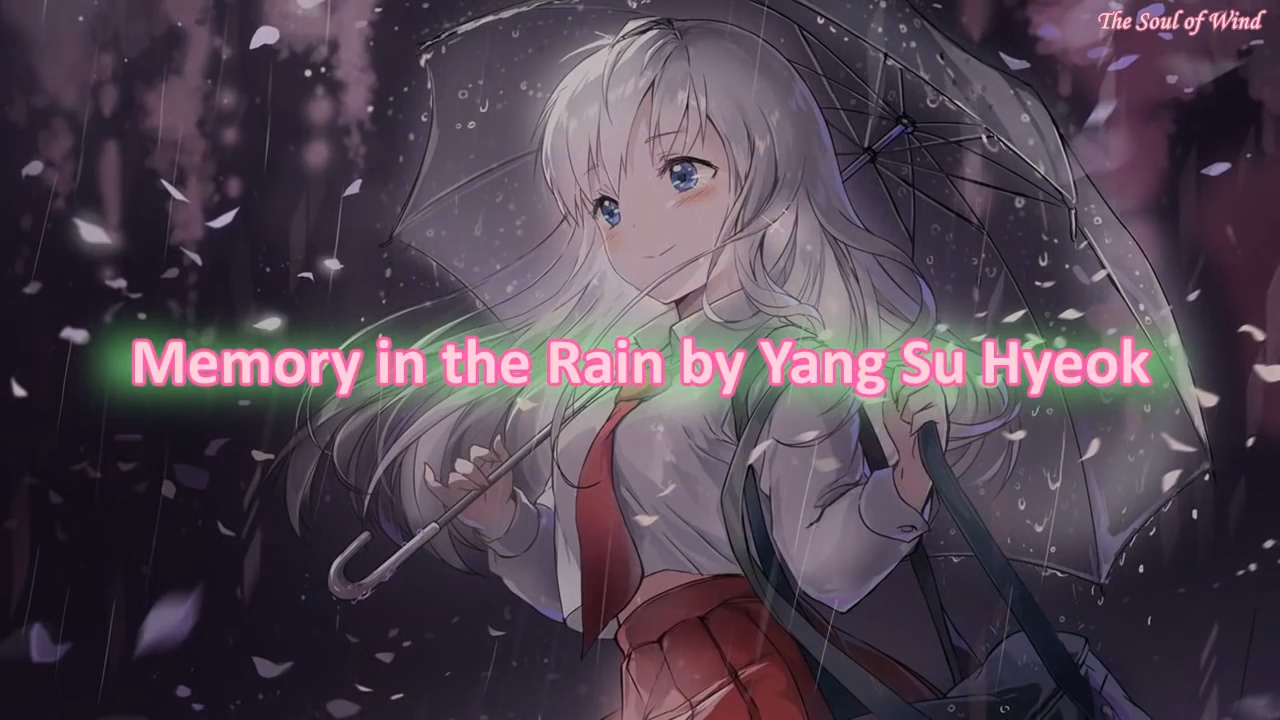 The Soul of Wind
Memory in the Rain by Yang Su Hyeok